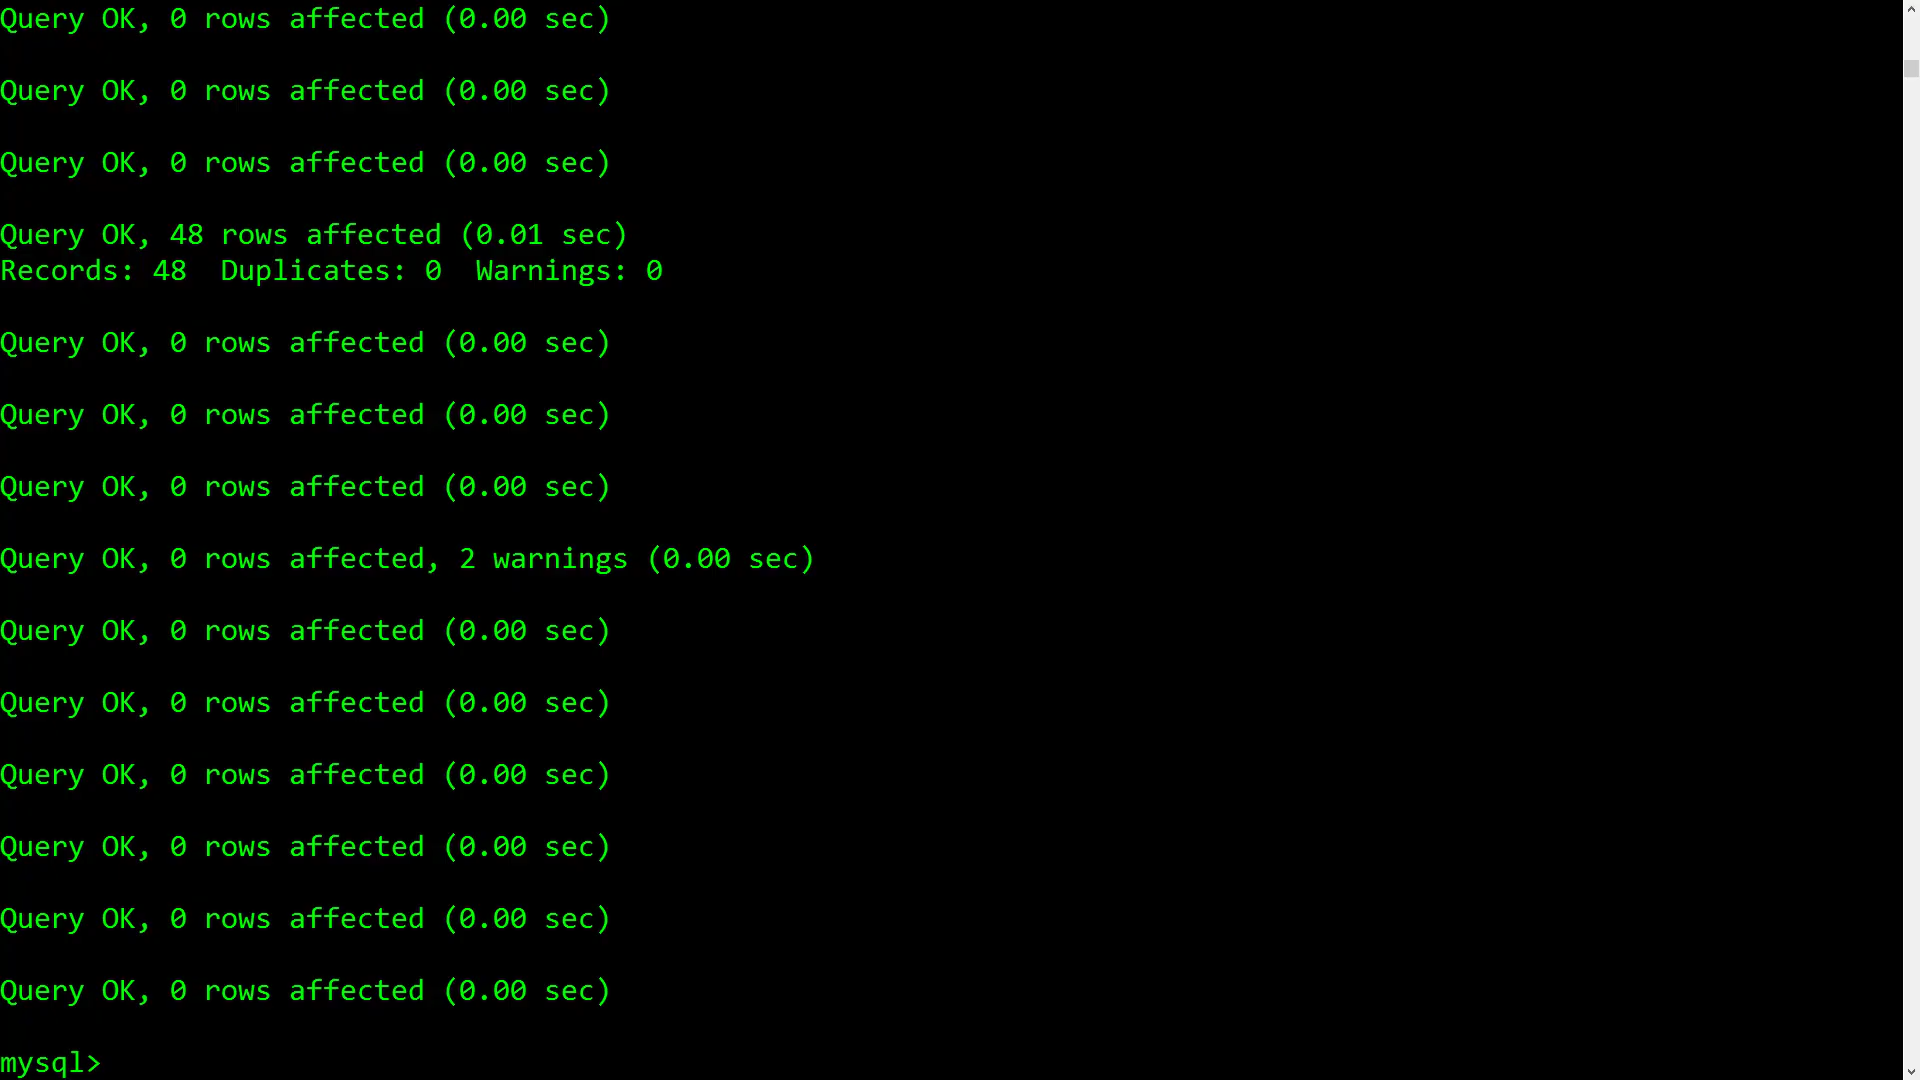 Query OK, 0 rows affected (0.00 sec)
Query OK, 0 rows affected (0.00 sec)
Query OK, 0 rows affected (0.00 sec)
Query OK, 48 rows affected (0.01 sec)
Records: 48  Duplicates: 0  Warnings: 0
Query OK, 0 rows affected (0.00 sec)
Query OK, 0 rows affected (0.00 sec)
Query OK, 0 rows affected (0.00 sec)
Query OK, 0 rows affected, 2 warnings (0.00 sec)
Query OK, 0 rows affected (0.00 sec)
Query OK, 0 rows affected (0.00 sec)
Query OK, 0 rows affected (0.00 sec)
Query OK, 0 rows affected (0.00 sec)
Query OK, 0 rows affected (0.00 sec)
Query OK, 0 rows affected (0.00 sec)
mysql>